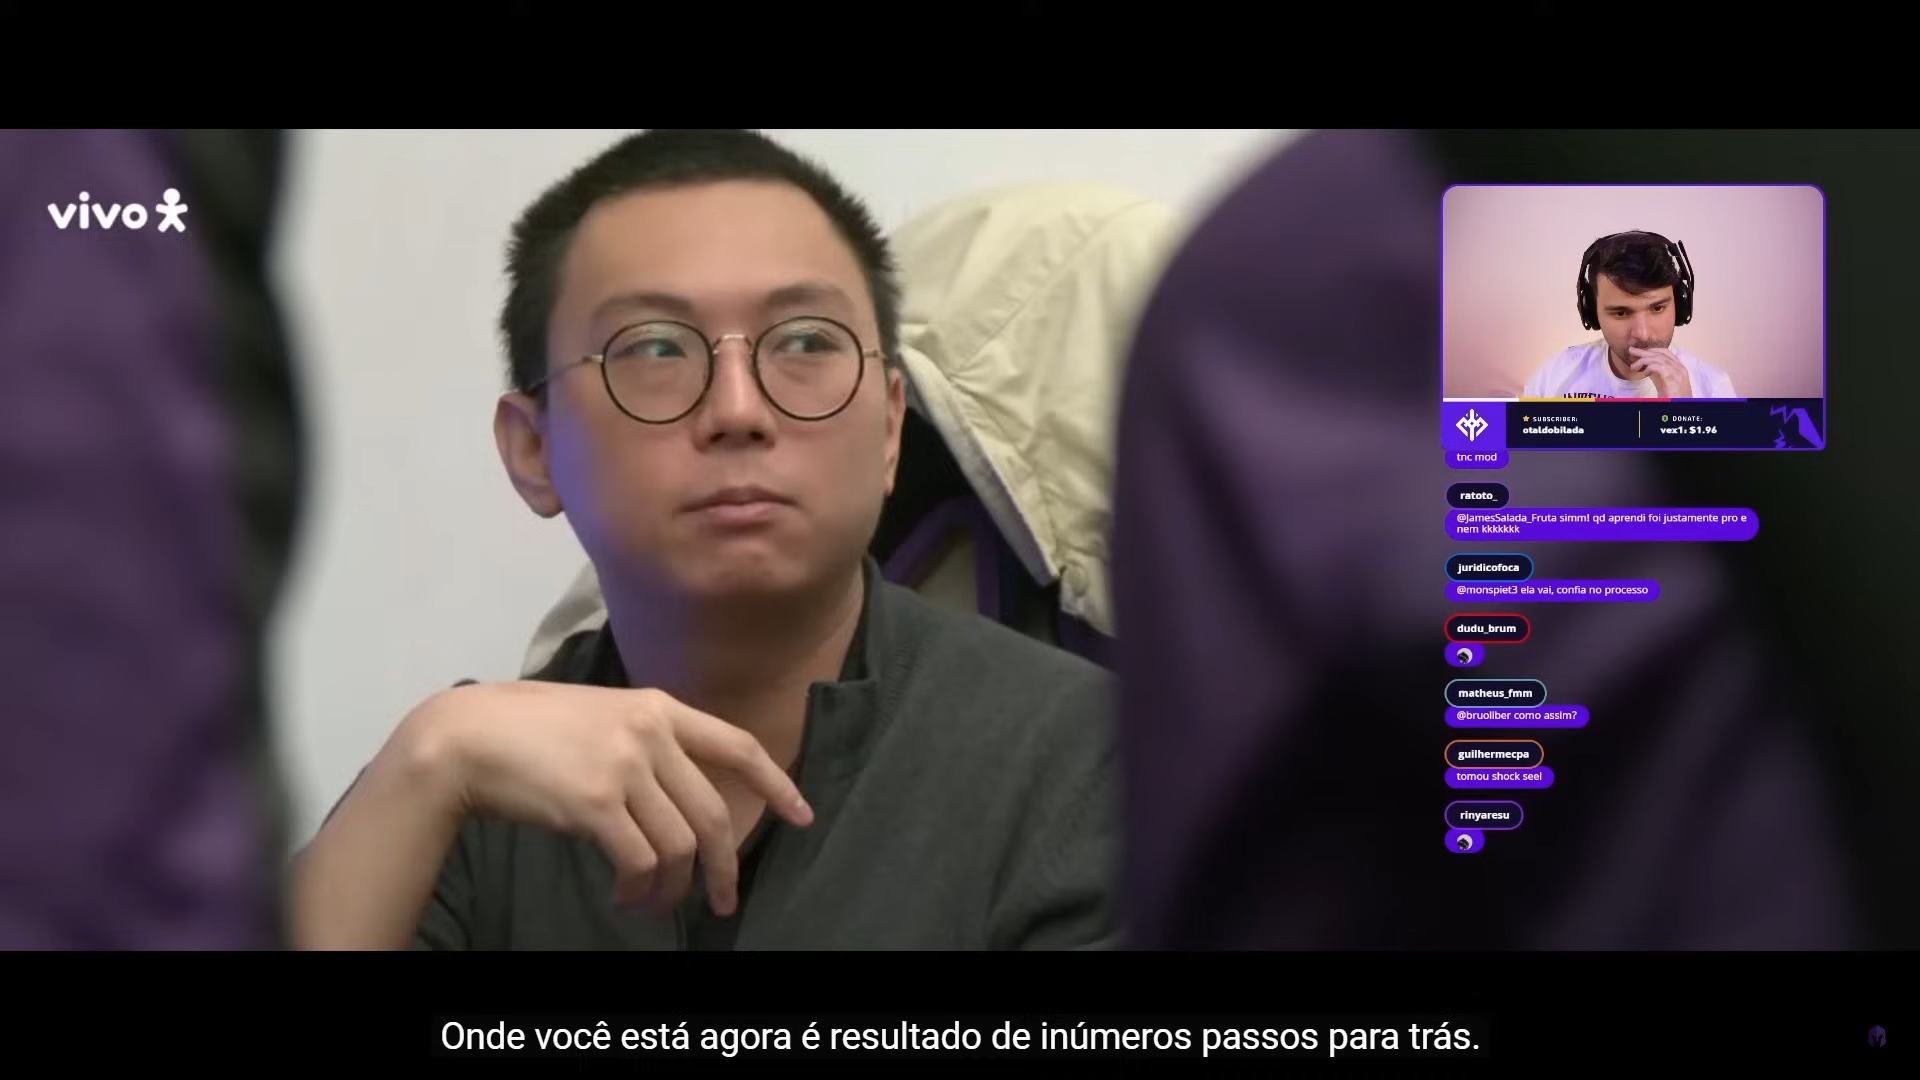 vivo
SUBSCRIBER:
otaldobilada
DONATE:
vex1: $1.96
tnc mod
ratoto_
@JamesSalada_Fruta simm! qd aprendi foi justamente pro e
nem kkkkkkk
juridicofoca
@monspiet3 ela vai, confia no processo
dudu_brum
matheus_fmm
@bruoliber como assim?
guilhermecpa
tomou shock seel
rinyaresu
Onde você está agora é resultado de inúmeros passos para trás.